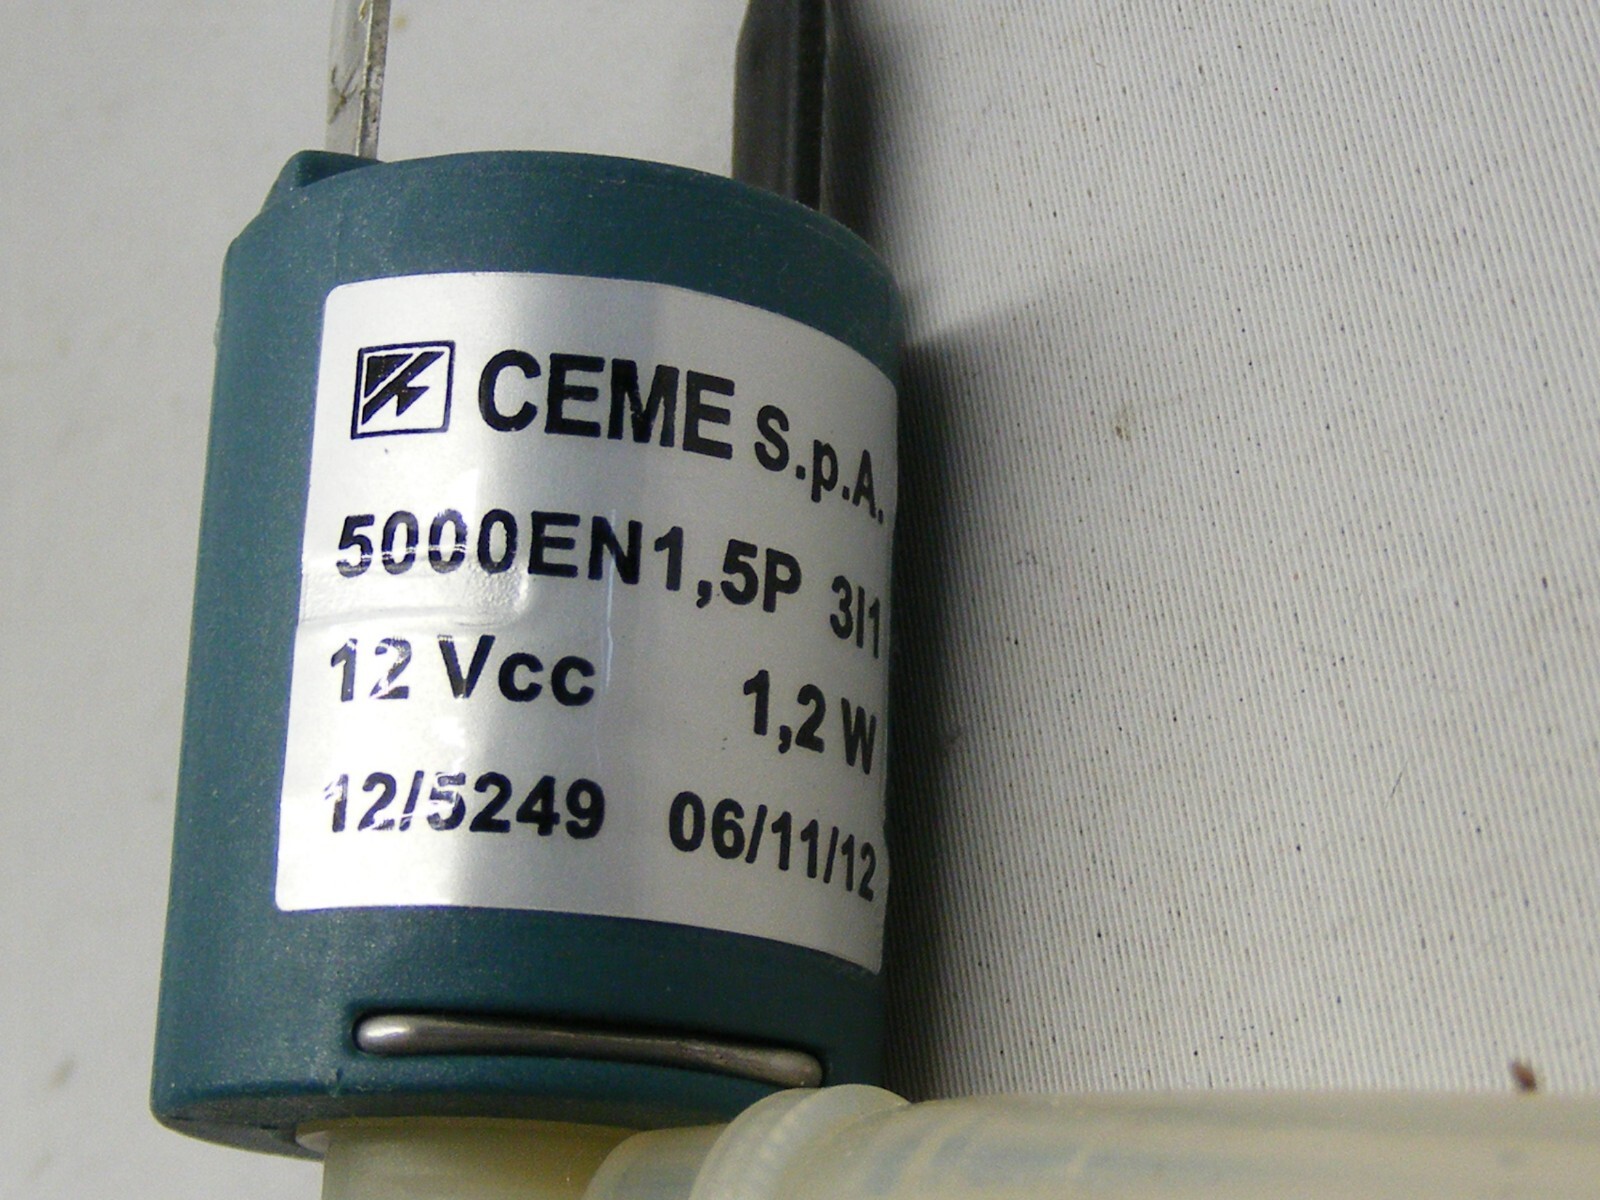 CEME S.p.A.
5000EN1,5P 3I1
12 Vcc 1,2 W
12/5249 06/11/12